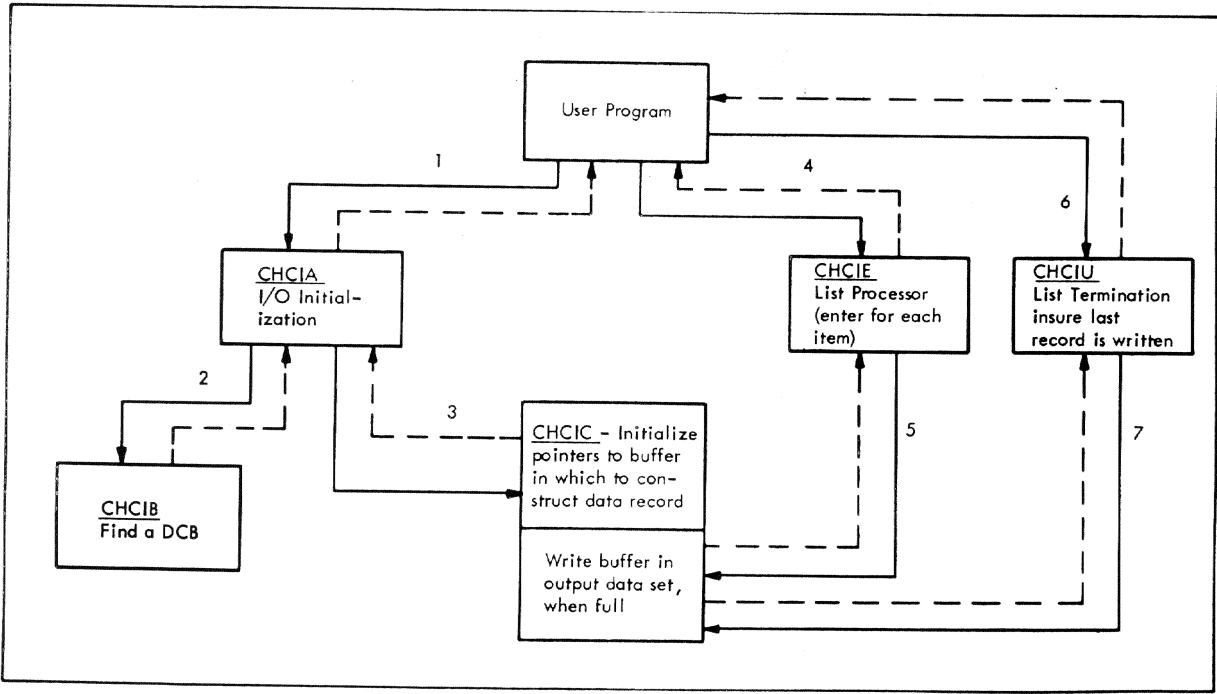 User Program
1
4
6
CHCIA
I/O Initial-
ization
CHCIE
List Processor
(enter for each
item)
CHCIU
List Termination
insure last
record is written
2
3
5
7
CHCIC - Initialize
pointers to buffer
in which to con-
struct data record
CHCIB
Find a DCB
Write buffer in
output data set,
when full